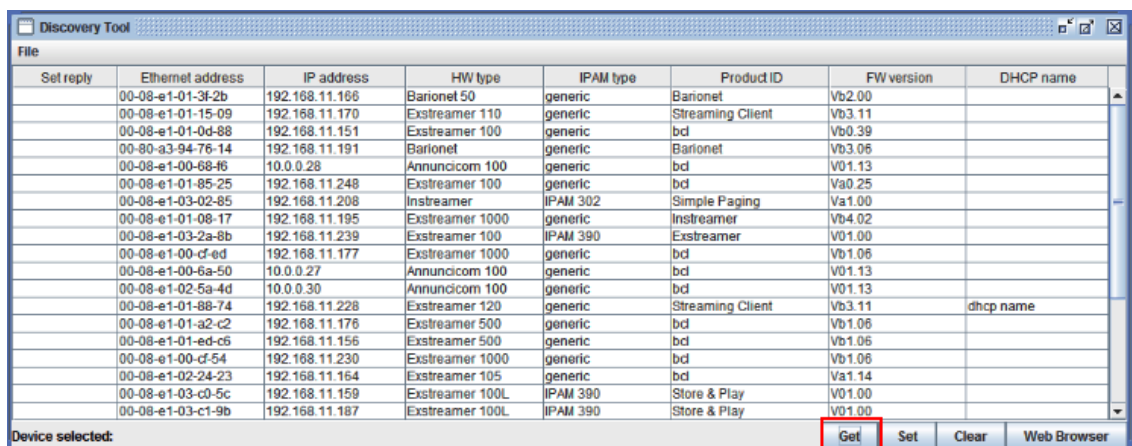 Discovery Tool
File
Set reply Ethernet address IP address HW type IPAM type Product ID FW version DHCP name
00-08-e1-01-3f-2b 192.168.11.166 Barionet 50 generic Barionet Vb2.00
00-08-e1-01-15-09 192.168.11.170 Exstreamer 110 generic Streaming Client Vb3.11
00-08-e1-01-0d-88 192.168.11.151 Exstreamer 100 generic bcl Vb0.39
00-80-a3-94-76-14 192.168.11.191 Barionet generic Barionet Vb3.06
00-08-e1-00-68-f6 10.0.0.28 Annuncicom 100 generic bcl V01.13
00-08-e1-01-85-25 192.168.11.248 Exstreamer 100 generic bcl Va0.25
00-08-e1-03-02-85 192.168.11.208 Instreamer IPAM 302 Simple Paging Va1.00
00-08-e1-01-08-17 192.168.11.195 Exstreamer 1000 generic Instreamer Vb4.02
00-08-e1-03-2a-8b 192.168.11.239 Exstreamer 100 IPAM 390 Exstreamer V01.00
00-08-e1-00-cf-ed 192.168.11.177 Exstreamer 1000 generic bcl Vb1.06
00-08-e1-00-6a-50 10.0.0.27 Annuncicom 100 generic bcl V01.13
00-08-e1-02-5a-4d 10.0.0.30 Annuncicom 100 generic bcl V01.13
00-08-e1-01-88-74 192.168.11.228 Exstreamer 120 generic Streaming Client Vb3.11 dhcp name
00-08-e1-01-a2-c2 192.168.11.176 Exstreamer 500 generic bcl Vb1.06
00-08-e1-01-ed-c6 192.168.11.156 Exstreamer 500 generic bcl Vb1.06
00-08-e1-00-cf-54 192.168.11.230 Exstreamer 1000 generic bcl Vb1.06
00-08-e1-02-24-23 192.168.11.164 Exstreamer 105 generic bcl Va1.14
00-08-e1-03-c0-5c 192.168.11.159 Exstreamer 100L IPAM 390 Store & Play V01.00
00-08-e1-03-c1-9b 192.168.11.187 Exstreamer 100L IPAM 390 Store & Play V01.00
Device selected: Get Set Clear Web Browser